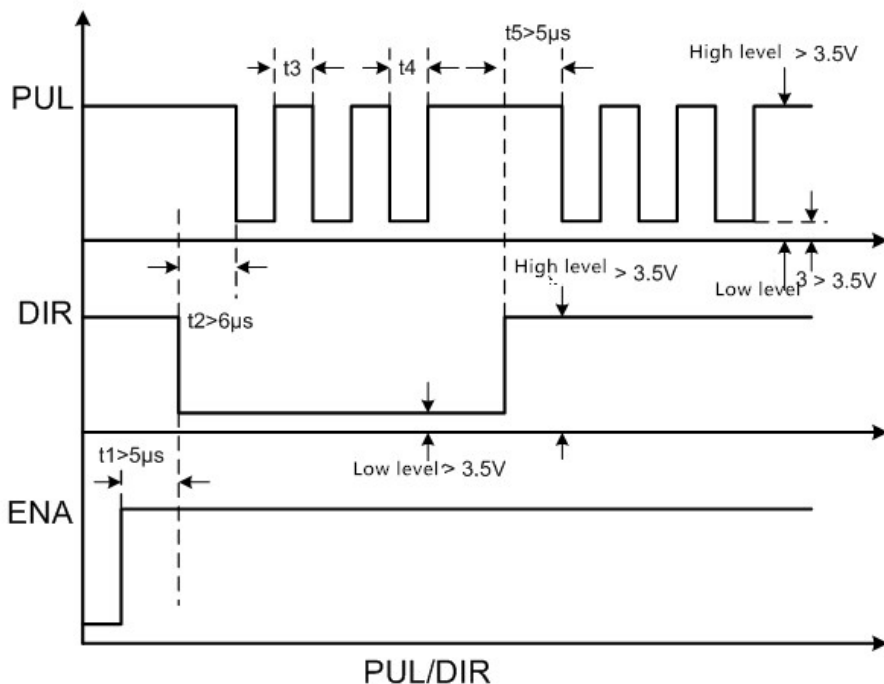 t5>5μs
High level > 3.5V
t3
t4
PUL
High level > 3.5V
Low level 3 > 3.5V
DIR
t2>6μs
t1>5μs
Low level > 3.5V
ENA
PUL/DIR